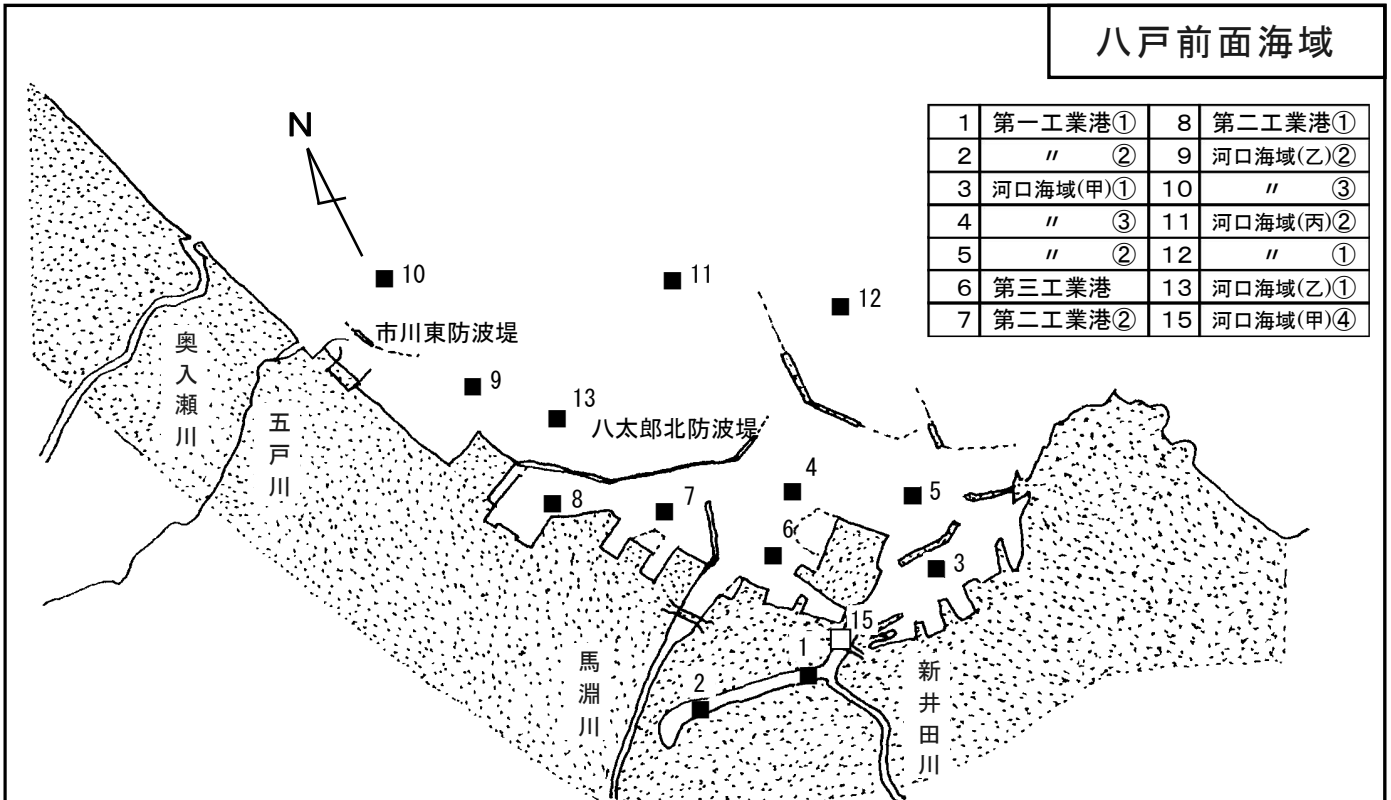 八戸前面海域
N
1 第一工業港① 8 第二工業港①
2 〃 ② 9 河口海域(乙)②
3 河口海域(甲)① 10 〃 ③
4 〃 ③ 11 河口海域(丙)②
5 〃 ② 12 〃 ①
6 第三工業港 13 河口海域(乙)①
7 第二工業港② 15 河口海域(甲)④
10
11
12
市川東防波堤
9
13
八太郎北防波堤
奥入瀬川
五戸川
8
7
4
5
6
3
15
1
2
馬淵川
新井田川